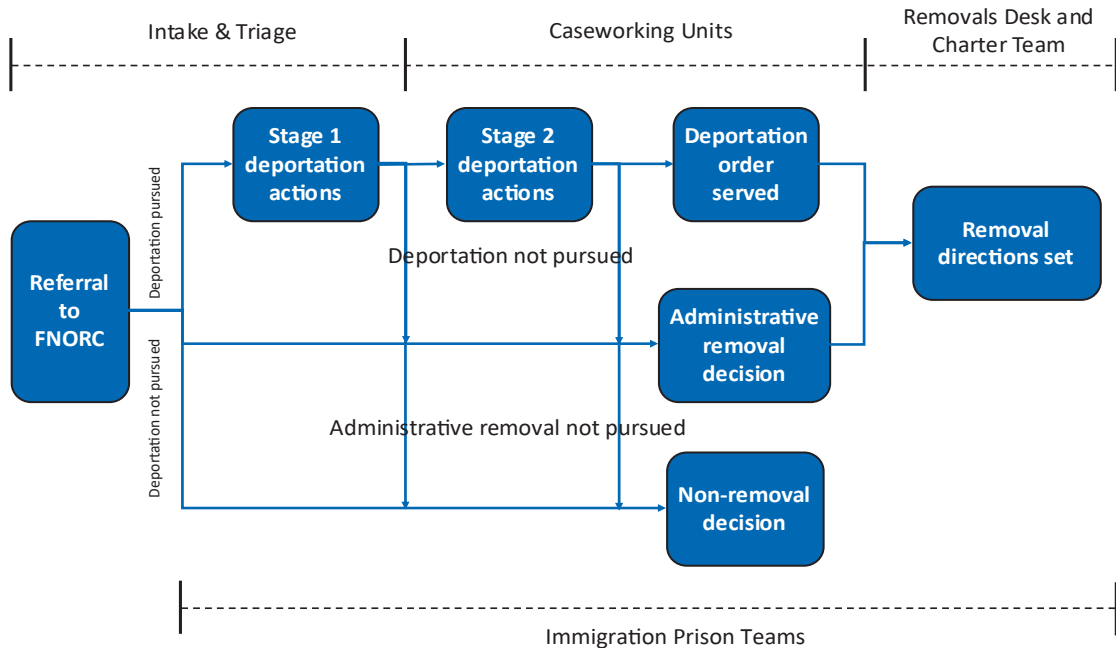 Intake & Triage
Caseworking Units
Removals Desk and
Charter Team
Stage 1
deportation
actions
Stage 2
deportation
actions
Deportation
order
served
Deportation pursued
Referral
to
FNORC
Deportation not pursued
Removal
directions set
Administrative
removal
decision
Deportation not pursued
Administrative removal not pursued
Non-removal
decision
Immigration Prison Teams